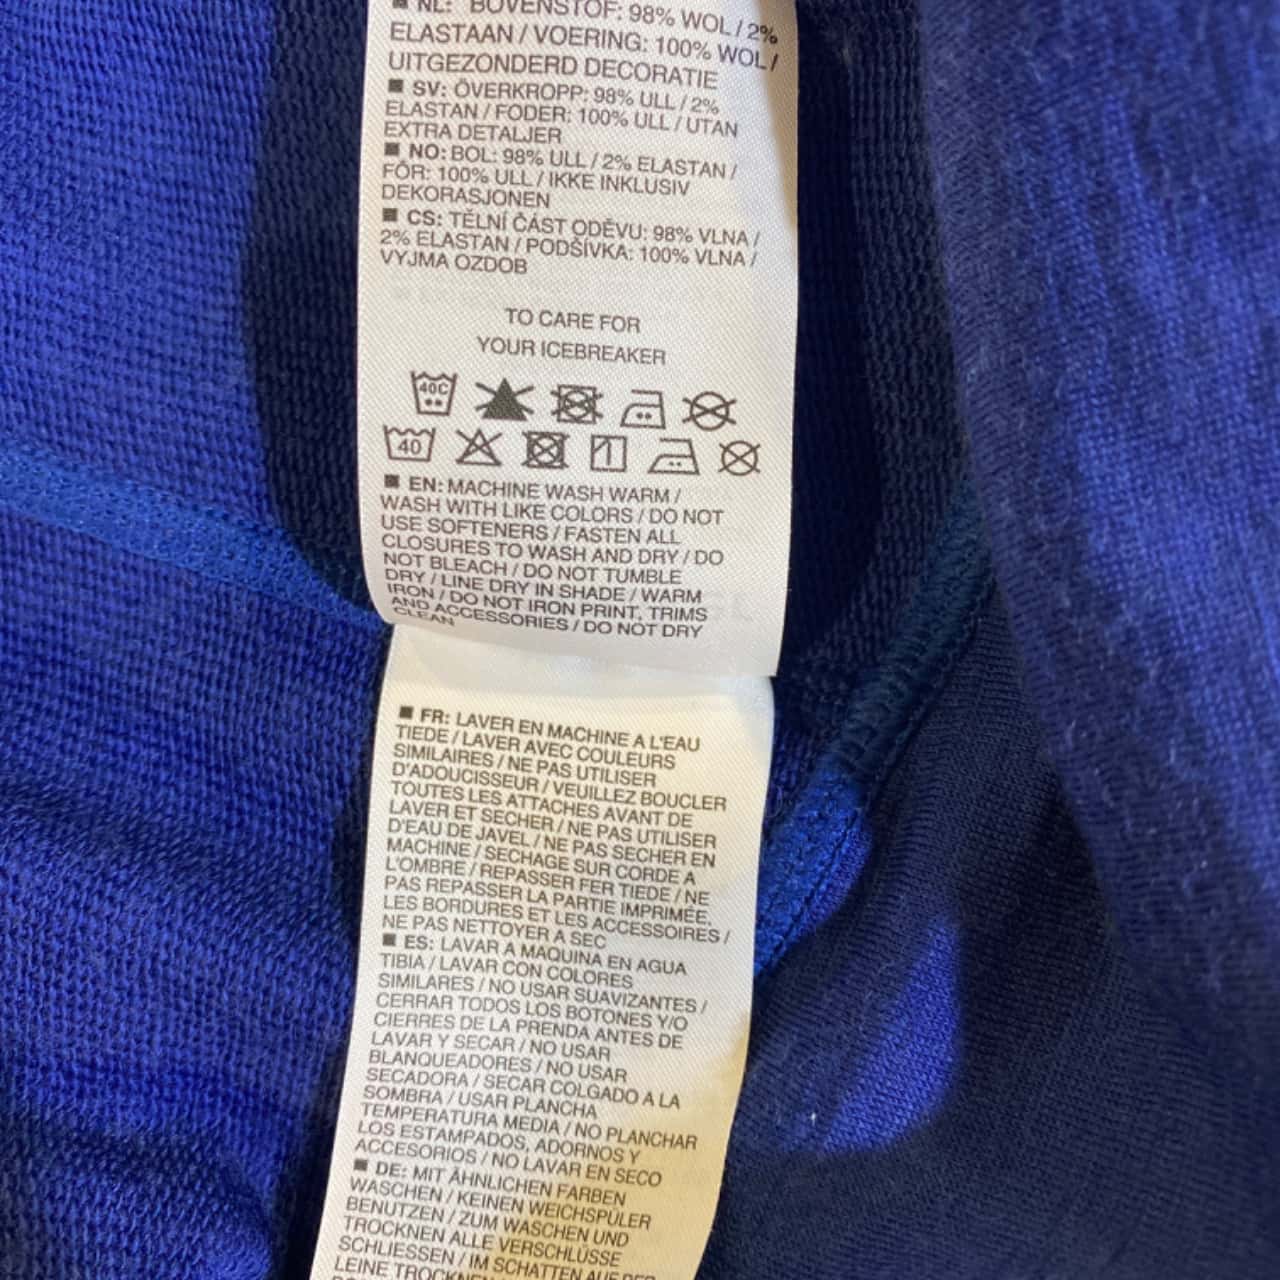 ■ NL: BOVENSTOF: 98% WOL / 2%
ELASTAAN / VOERING: 100% WOL /
UITGEZONDERD DECORATIE
■ SV: ÖVERKROPP: 98% ULL / 2%
ELASTAN / FODER: 100% ULL / UTAN
EXTRA DETALJER
■ NO: BOL: 98% ULL / 2% ELASTAN /
FÔR: 100% ULL / IKKE INKLUSIV
DEKORASJONEN
■ CS: TĚLNÍ ČÁST ODĚVU: 98% VLNA /
2% ELASTAN / PODŠÍVKA: 100% VLNA /
VYJMA OZDOB
TO CARE FOR
YOUR ICEBREAKER
40C
40
■ EN: MACHINE WASH WARM /
WASH WITH LIKE COLORS / DO NOT
USE SOFTENERS / FASTEN ALL
CLOSURES TO WASH AND DRY / DO
NOT BLEACH / DO NOT TUMBLE
DRY / LINE DRY IN SHADE / WARM
IRON / DO NOT IRON PRINT, TRIMS
AND ACCESSORIES / DO NOT DRY
CLEAN
■ FR: LAVER EN MACHINE A L'EAU
TIEDE / LAVER AVEC COULEURS
SIMILAIRES / NE PAS UTILISER
D'ADOUCISSEUR / VEUILLEZ BOUCLER
TOUTES LES ATTACHES AVANT DE
LAVER ET SECHER / NE PAS UTILISER
D'EAU DE JAVEL / NE PAS SECHER EN
MACHINE / SECHAGE SUR CORDE A
L'OMBRE / REPASSER FER TIEDE / NE
PAS REPASSER LA PARTIE IMPRIMÉE,
LES BORDURES ET LES ACCESSOIRES /
NE PAS NETTOYER A SEC
■ ES: LAVAR A MAQUINA EN AGUA
TIBIA / LAVAR CON COLORES
SIMILARES / NO USAR SUAVIZANTES /
CERRAR TODOS LOS BOTONES Y/O
CIERRES DE LA PRENDA ANTES DE
LAVAR Y SECAR / NO USAR
BLANQUEADORES / NO USAR
SECADORA / SECAR COLGADO A LA
SOMBRA / USAR PLANCHA
TEMPERATURA MEDIA / NO PLANCHAR
LOS ESTAMPADOS, ADORNOS Y
ACCESORIOS / NO LAVAR EN SECO
■ DE: MIT ÄHNLICHEN FARBEN
WASCHEN / KEINEN WEICHSPÜLER
BENUTZEN / ZUM WASCHEN UND
TROCKNEN ALLE VERSCHLÜSSE
SCHLIESSEN / IM SCHATTEN AUF DER
LEINE